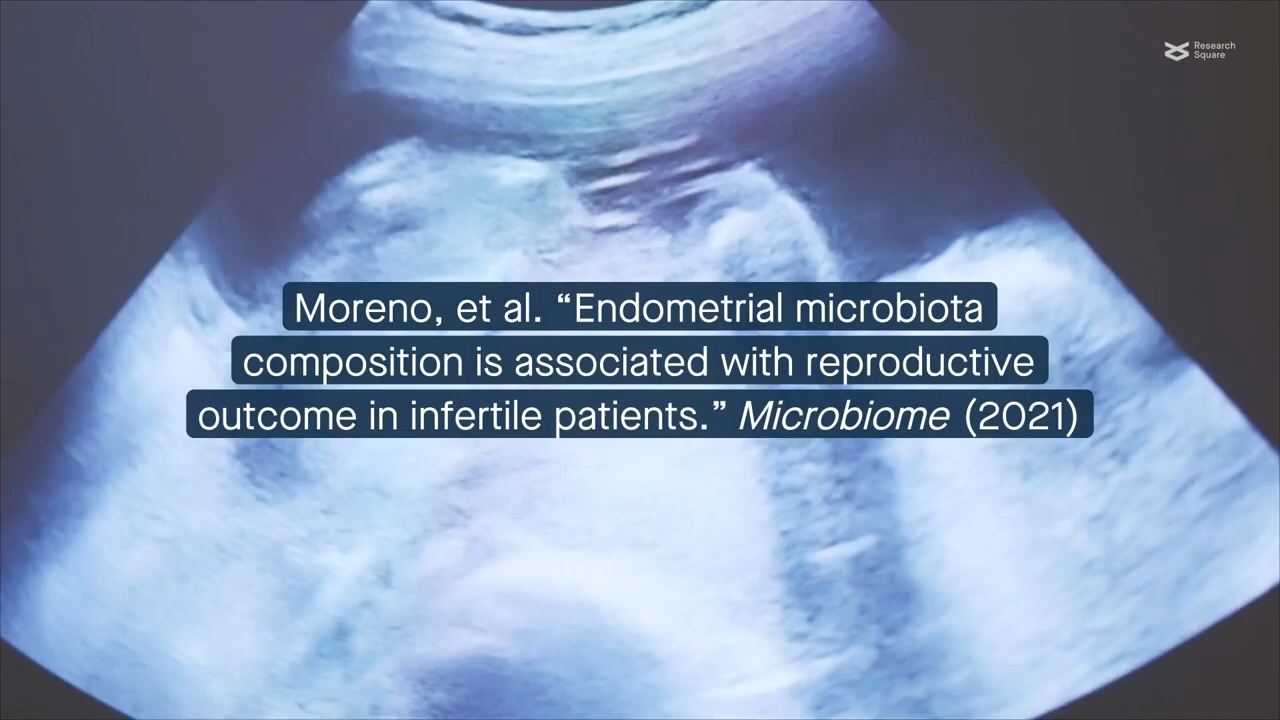 Research
Square
Moreno, et al. “Endometrial microbiota
composition is associated with reproductive
outcome in infertile patients.” Microbiome (2021)